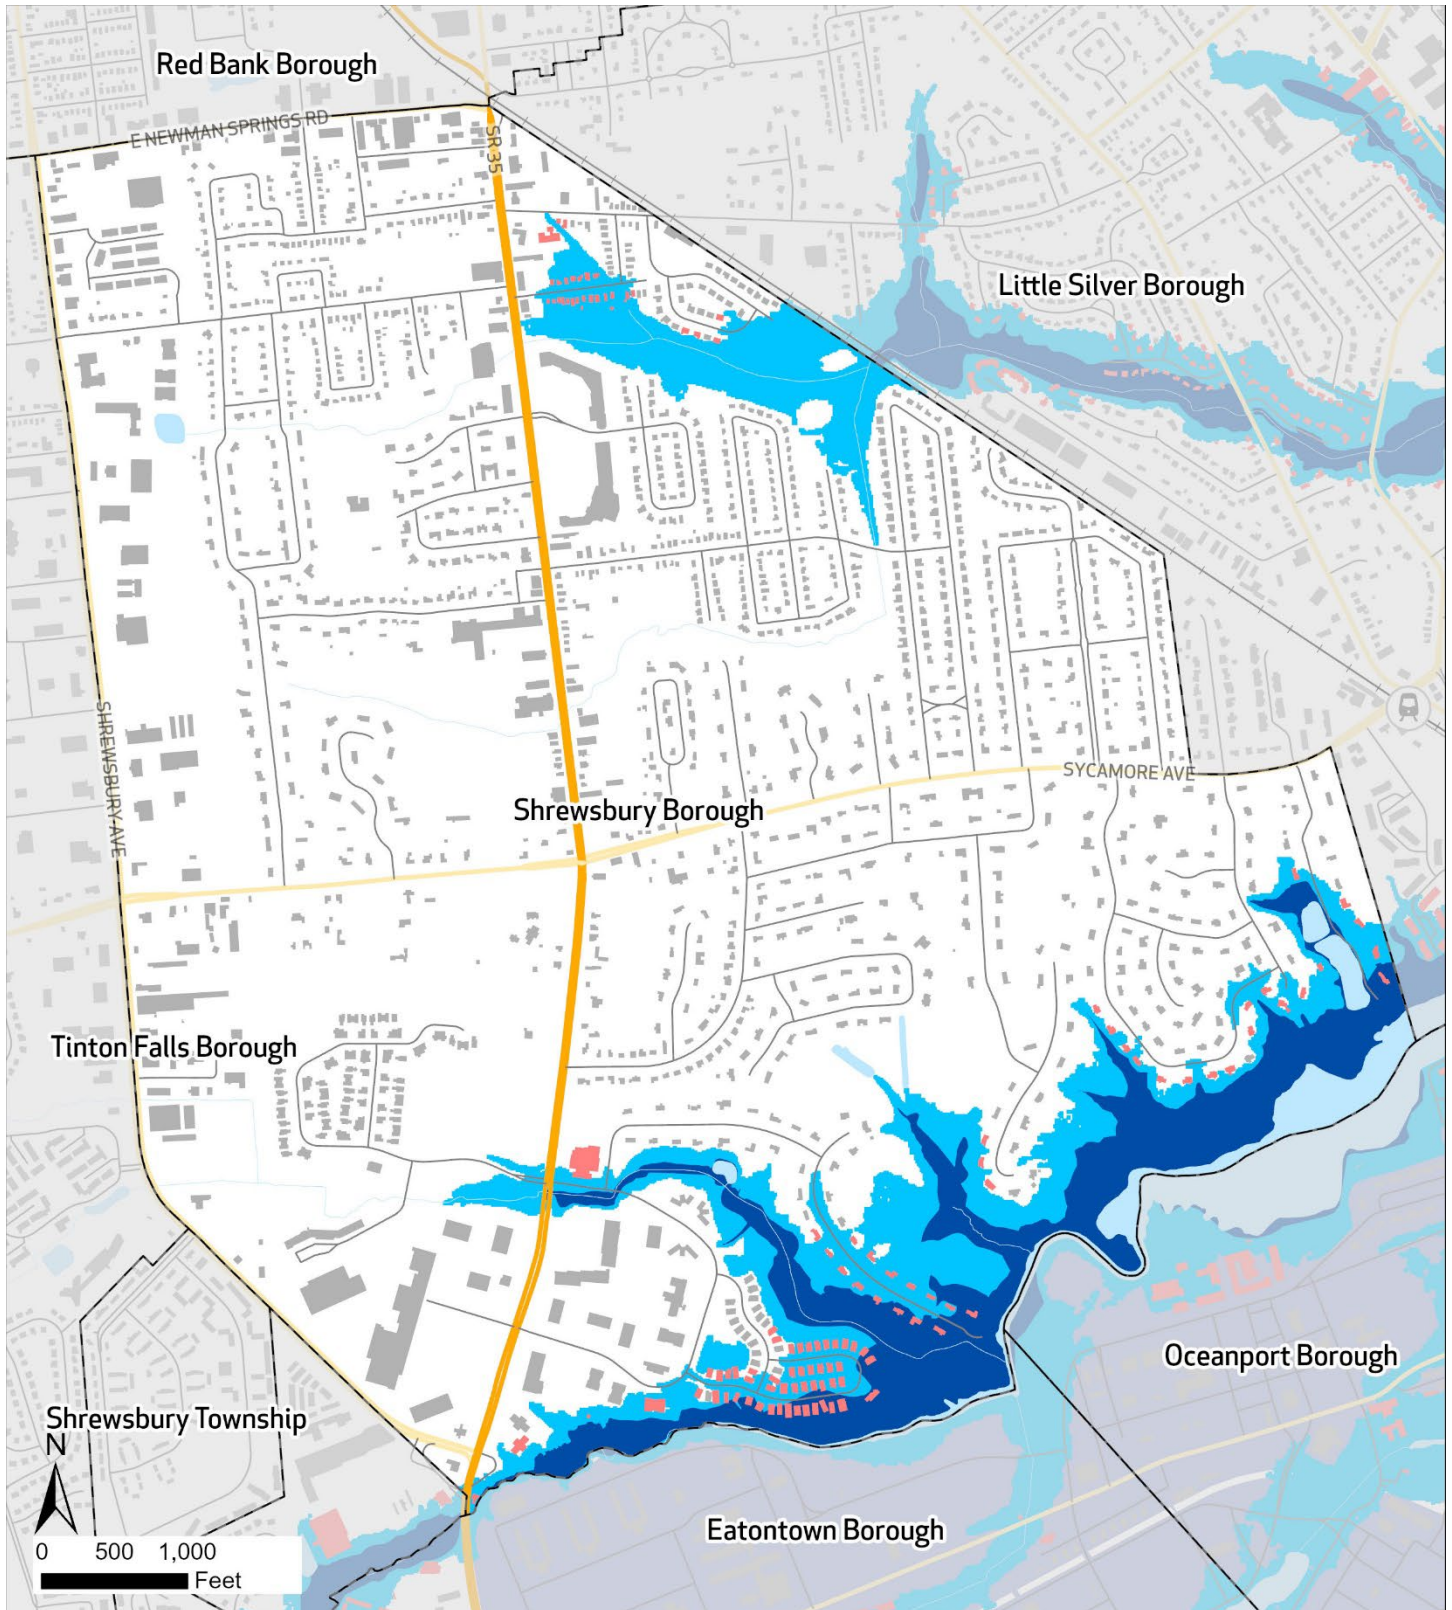 Red Bank Borough
E NEWMAN SPRINGS RD
SR 35
Little Silver Borough
SHREWSBURY AVE
SYCAMORE AVE
Shrewsbury Borough
Tinton Falls Borough
Oceanport Borough
Shrewsbury Township
N
Eatontown Borough
0 500 1,000
Feet